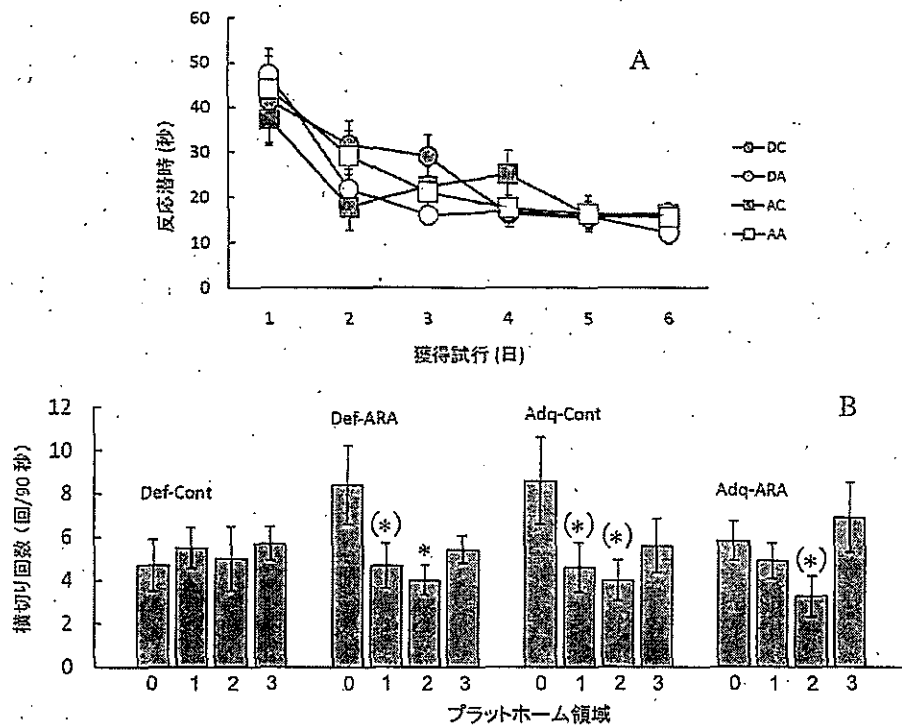 60
50
40
30
20
10
0
反応潜時 (秒)
A
DC
DA
AC
AA
1 2 3 4 5 6
獲得試行 (日)
12
10
8
6
4
2
0
横切り回数 (回/90 秒)
B
Def-Cont
Def-ARA
Adq-Cont
Adq-ARA
(*) * (*) (*) (*)
0 1 2 3 0 1 2 3 0 1 2 3 0 1 2 3
プラットホーム領域